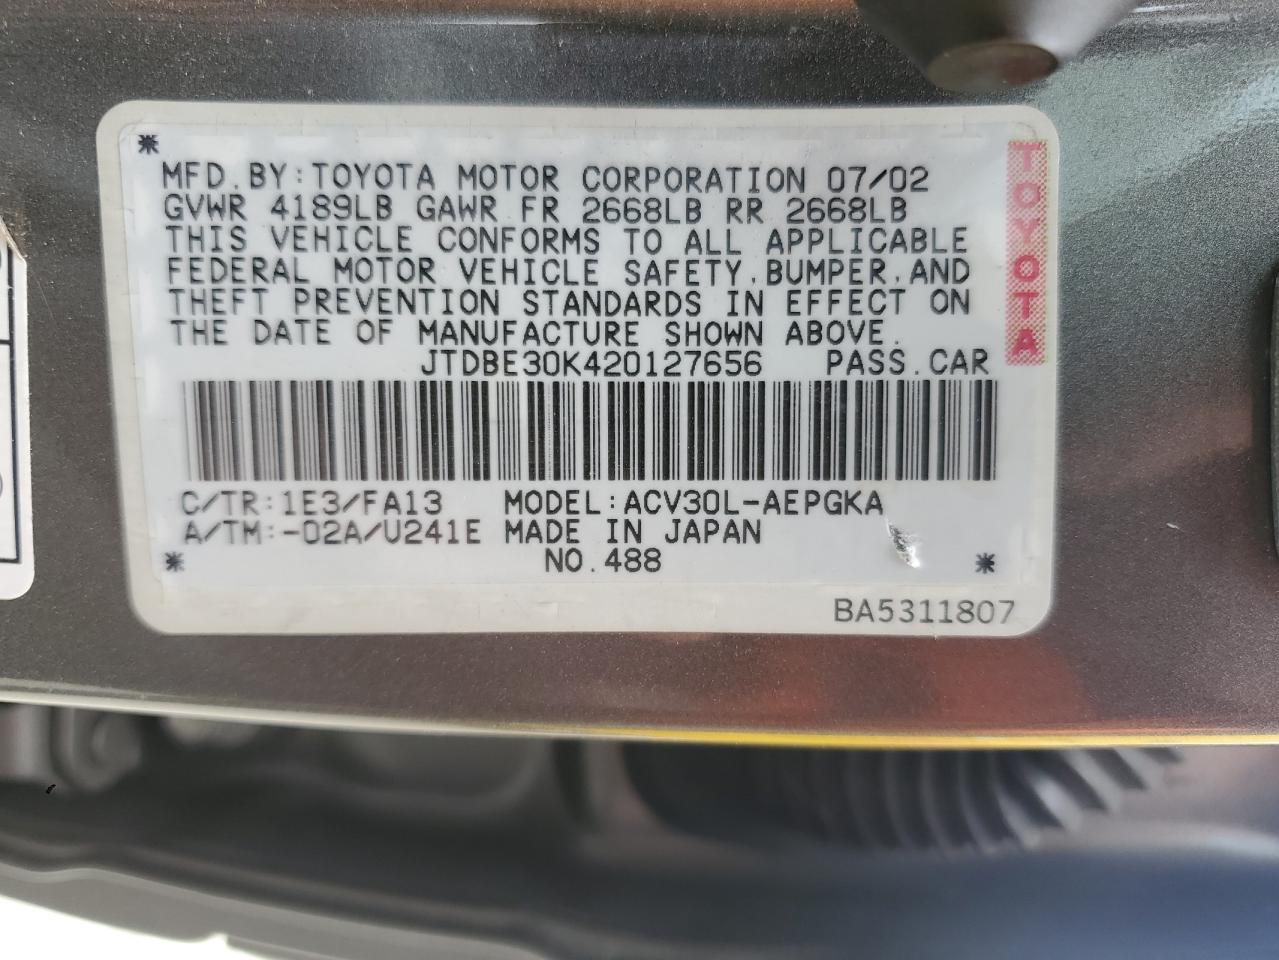 MFD. BY: TOYOTA MOTOR CORPORATION 07/02
GVWR 4189LB GAWR FR 2668LB RR 2668LB
THIS VEHICLE CONFORMS TO ALL APPLICABLE
FEDERAL MOTOR VEHICLE SAFETY, BUMPER, AND
THEFT PREVENTION STANDARDS IN EFFECT ON
THE DATE OF MANUFACTURE SHOWN ABOVE.
JTDBE30K420127656 PASS. CAR
C/TR: 1E3/FA13 MODEL: ACV30L-AEPGKA
A/TM: -02A/U241E MADE IN JAPAN
NO. 488
BA5311807
TOYOTA